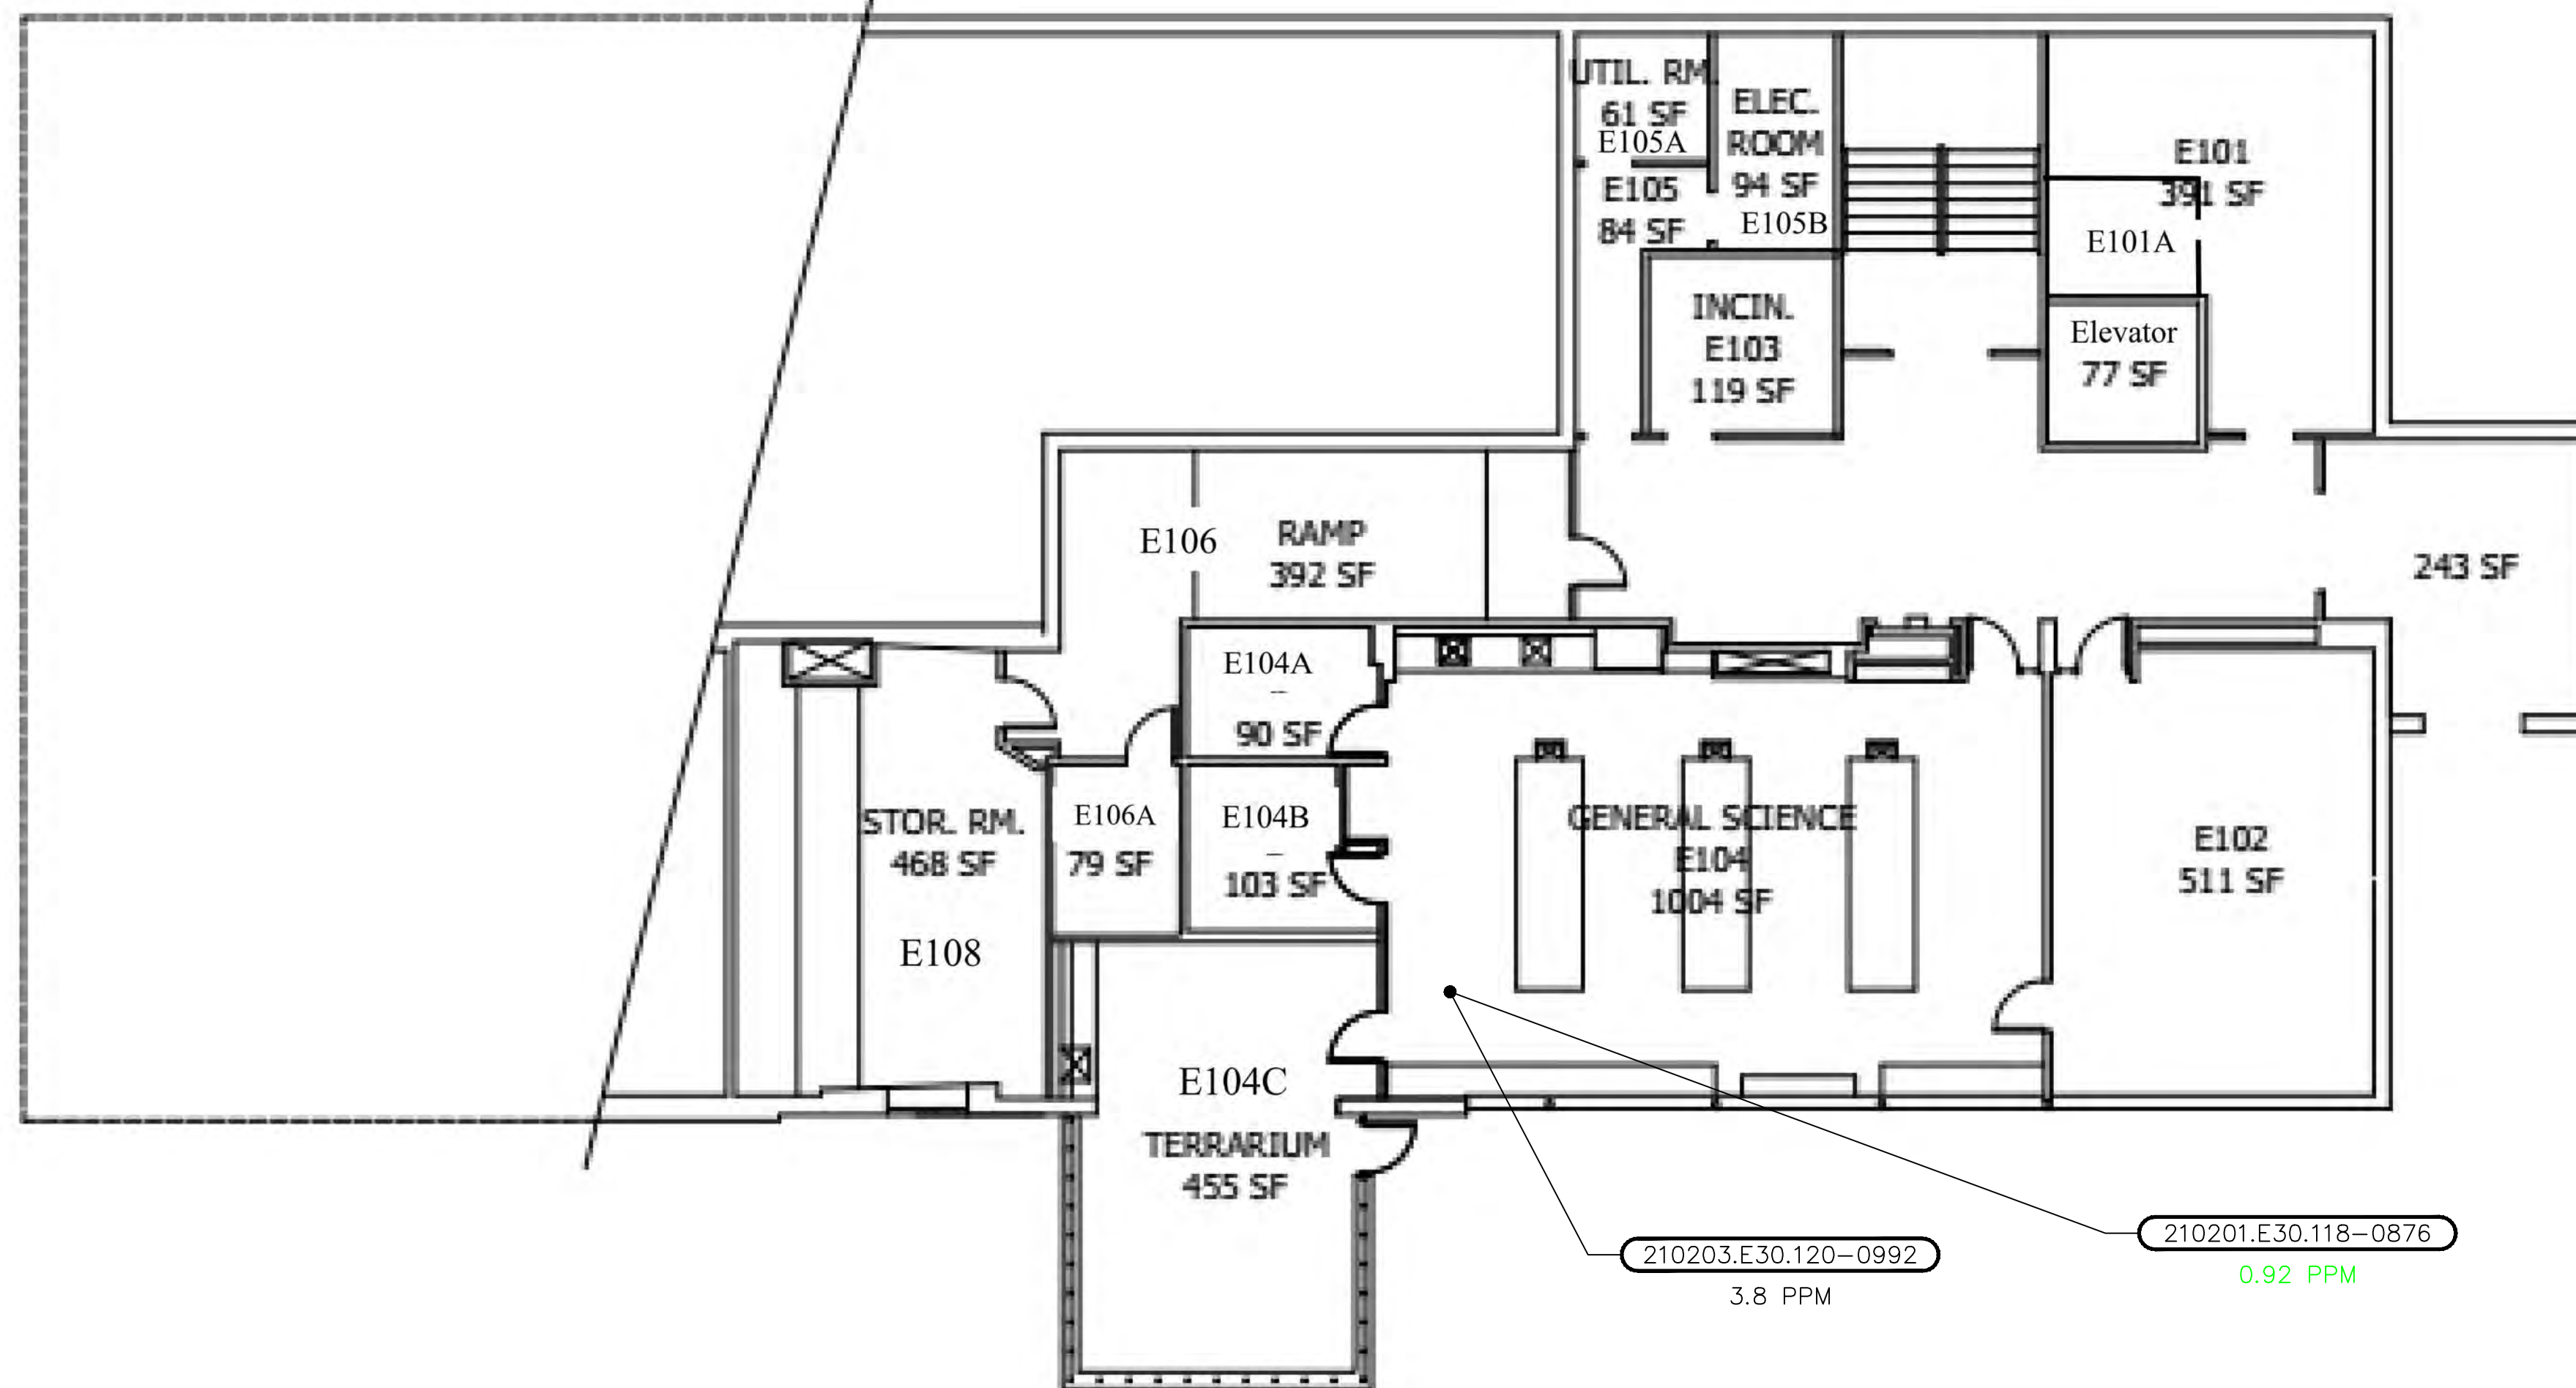 UTIL. RM.
61 SF
E105A
ELEC.
ROOM
94 SF
E105B
E105
84 SF
E101
391 SF
E101A
INCIN.
E103
119 SF
Elevator
77 SF
E106
RAMP
392 SF
243 SF
E104A
90 SF
STOR. RM.
468 SF
E108
E106A
79 SF
E104B
103 SF
GENERAL SCIENCE
E104
1004 SF
E102
511 SF
E104C
TERRARIUM
455 SF
210203.E30.120-0992
3.8 PPM
210201.E30.118-0876
0.92 PPM